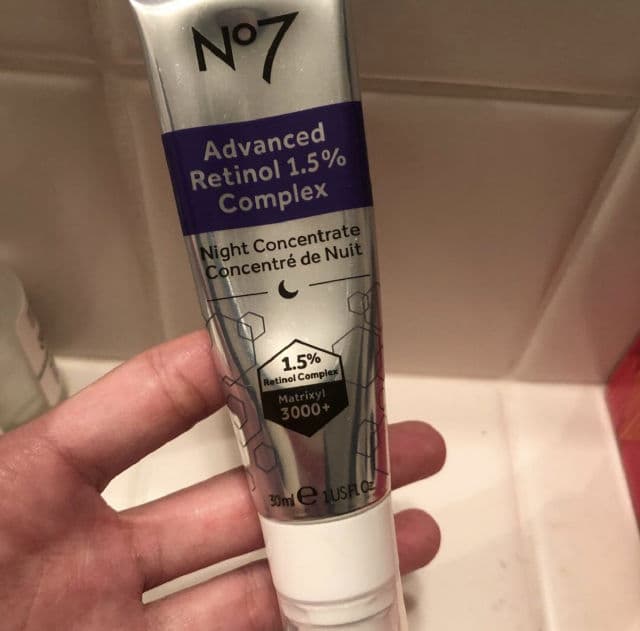 No7
Advanced
Retinol 1.5%
Complex
Night Concentrate
Concentré de Nuit
1.5%
Retinol Complex
Matrixyl
3000+
30ml e 1 US Fl Oz